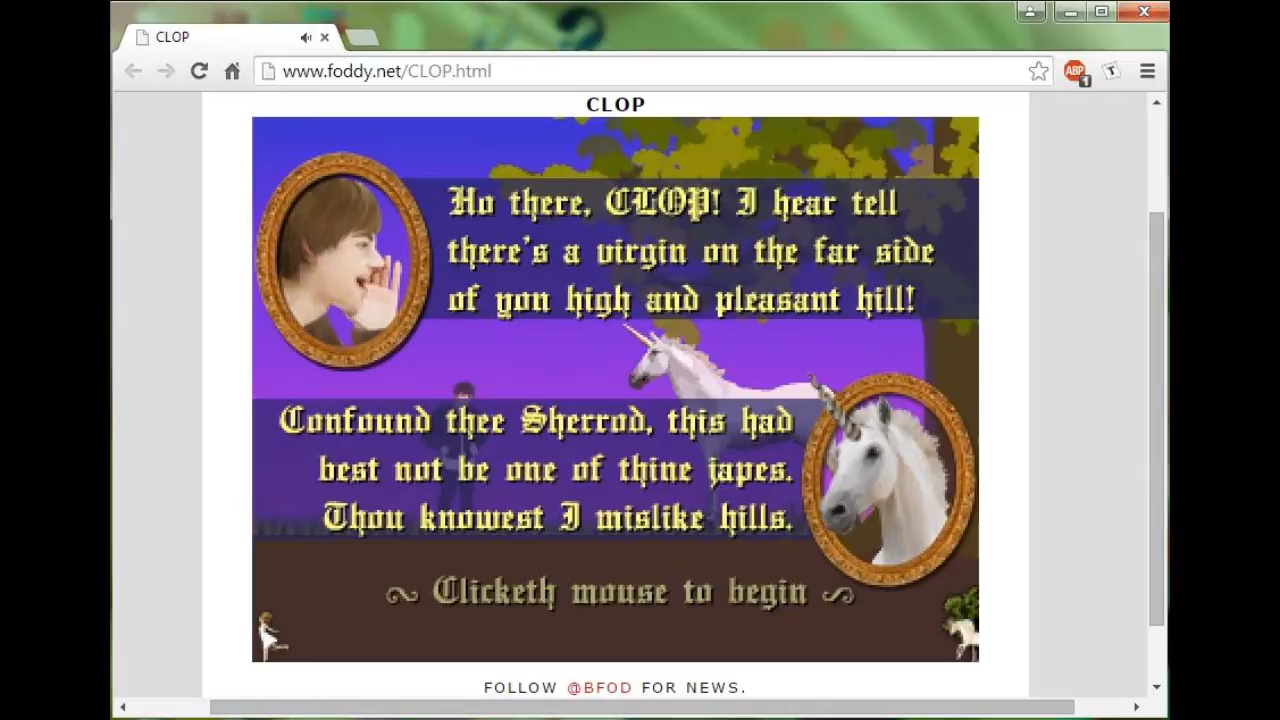 CLOP
www.foddy.net/CLOP.html
ABP
1
T
CLOP
Ho there, CLOP! I hear tell
there's a virgin on the far side
of yon high and pleasant hill!
Confound thee Sherrod, this had
best not be one of thine japes.
Thou knowest I mislike hills.
Clicketh mouse to begin
FOLLOW @BFOD FOR NEWS.